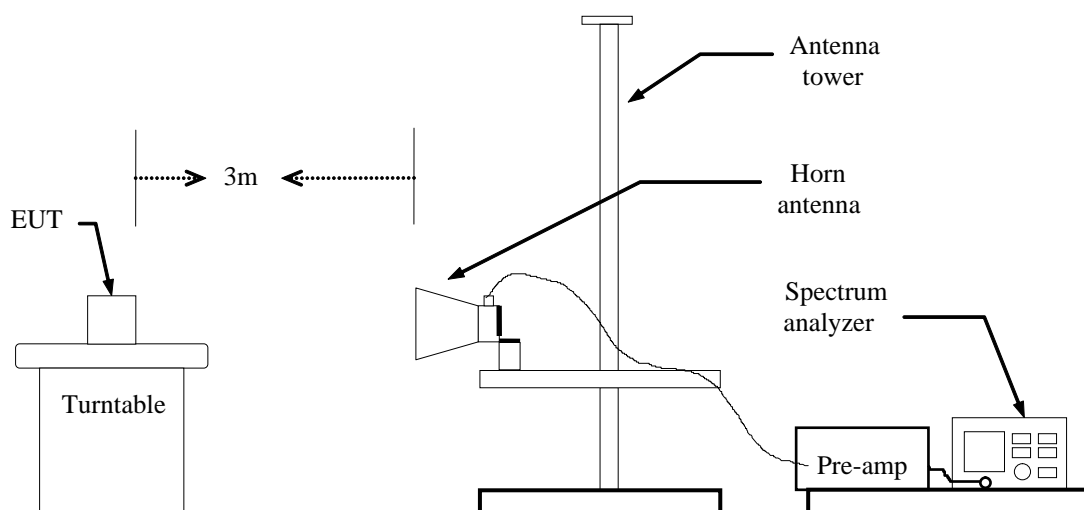 Antenna
tower
3m
Horn
antenna
EUT
Spectrum
analyzer
Turntable
Pre-amp